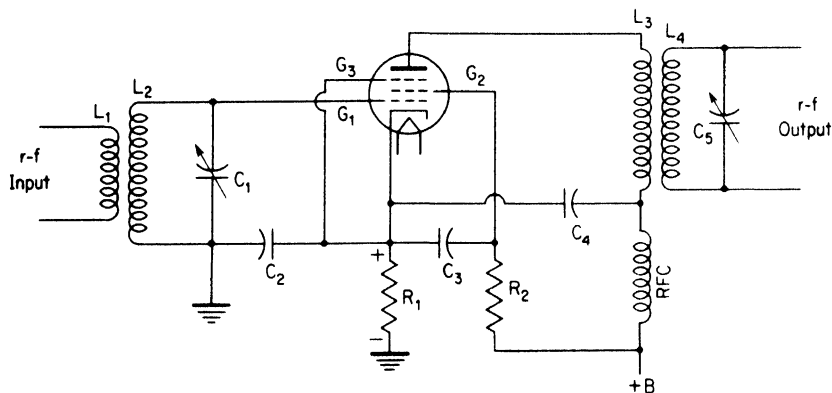 L₃
L₄
G₃
G₂
L₁
L₂
G₁
r-f
Input
C₁
C₅
r-f
Output
C₂
+
C₃
C₄
R₁
R₂
RFC
–
+B